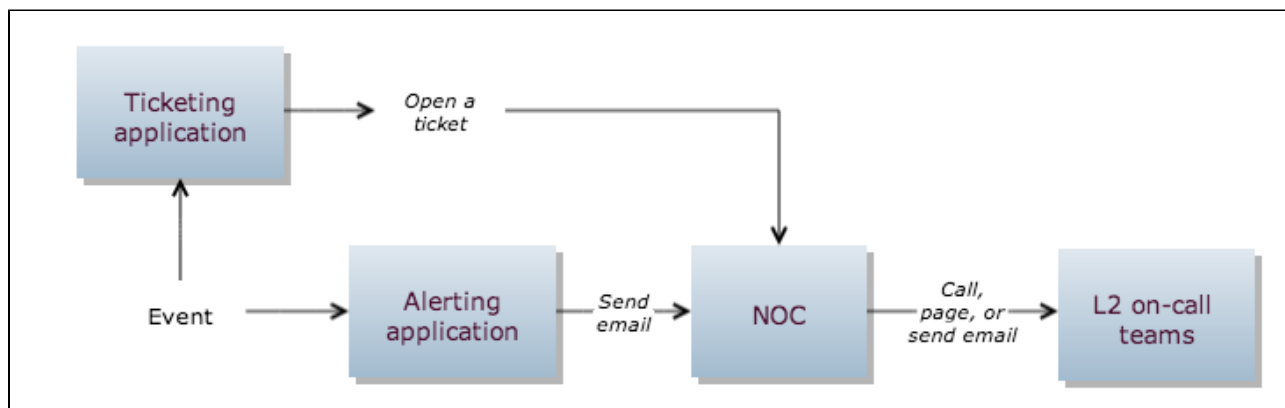 Ticketing
application
Open a
ticket
Event
Alerting
application
Send
email
NOC
Call,
page, or
send email
L2 on-call
teams